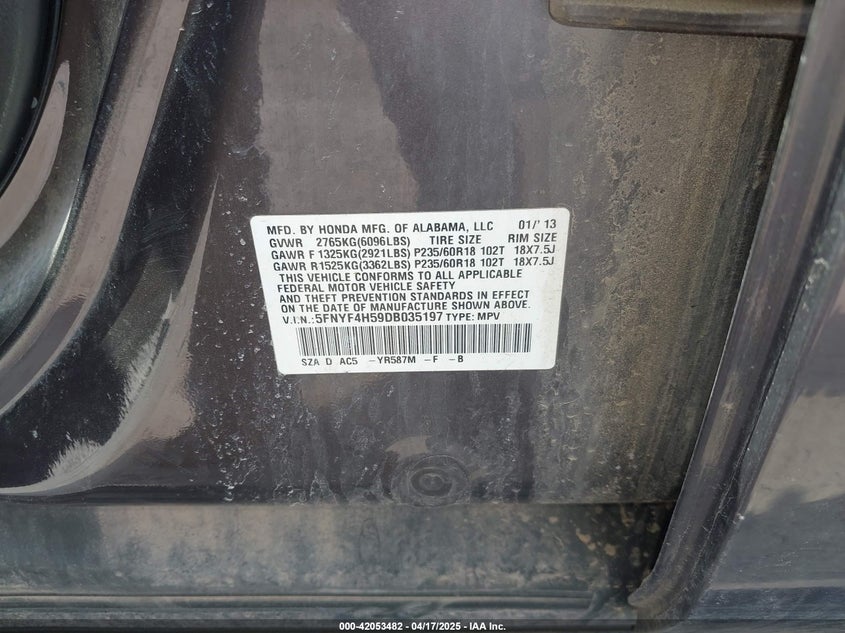 MFD. BY HONDA MFG. OF ALABAMA, LLC 01/'13
GVWR 2765KG(6096LBS) TIRE SIZE RIM SIZE
GAWR F 1325KG(2921LBS) P235/60R18 102T 18X7.5J
GAWR R1525KG(3362LBS) P235/60R18 102T 18X7.5J
THIS VEHICLE CONFORMS TO ALL APPLICABLE
FEDERAL MOTOR VEHICLE SAFETY
AND THEFT PREVENTION STANDARDS IN EFFECT
ON THE DATE OF MANUFACTURE SHOWN ABOVE.
V.I.N.:5FNYF4H59DB035197 TYPE: MPV
SZA D AC5 -YR587M -F -B
000-42053482 - 04/17/2025 - IAA Inc.